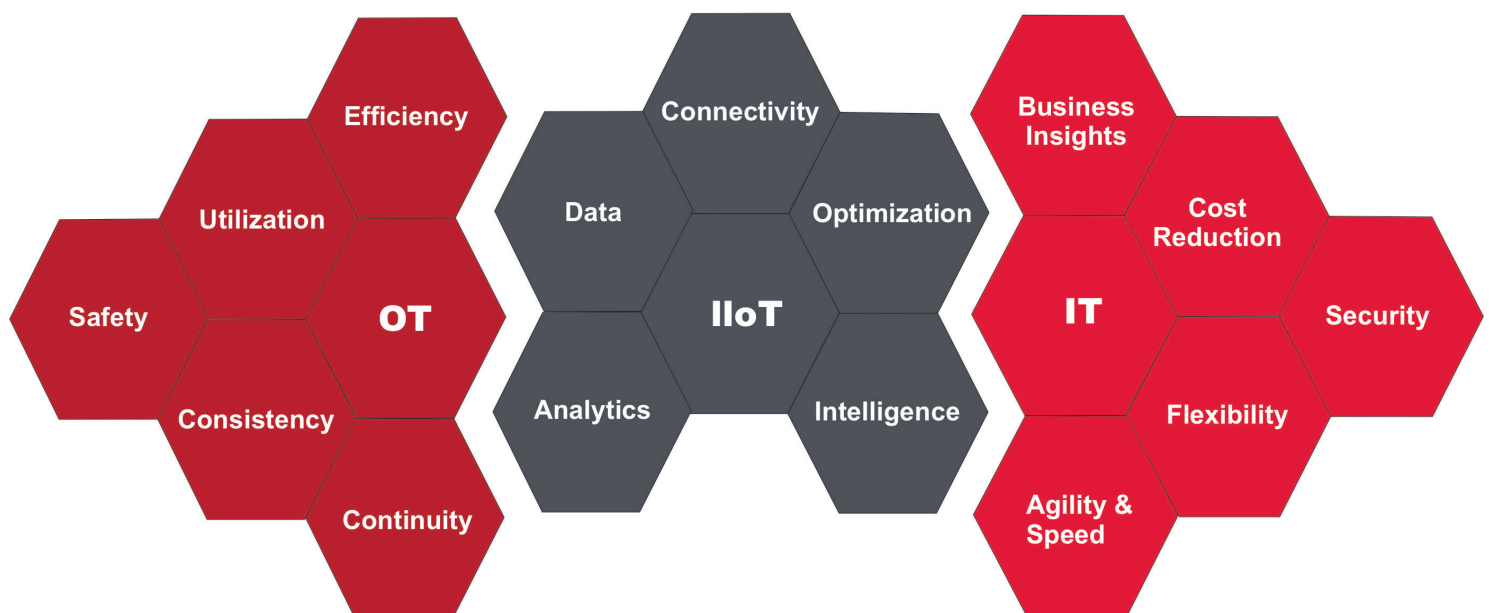 Efficiency
Utilization
Safety
OT
Consistency
Continuity
Connectivity
Data
Optimization
IIoT
Analytics
Intelligence
Business
Insights
Cost
Reduction
IT
Security
Flexibility
Agility &
Speed